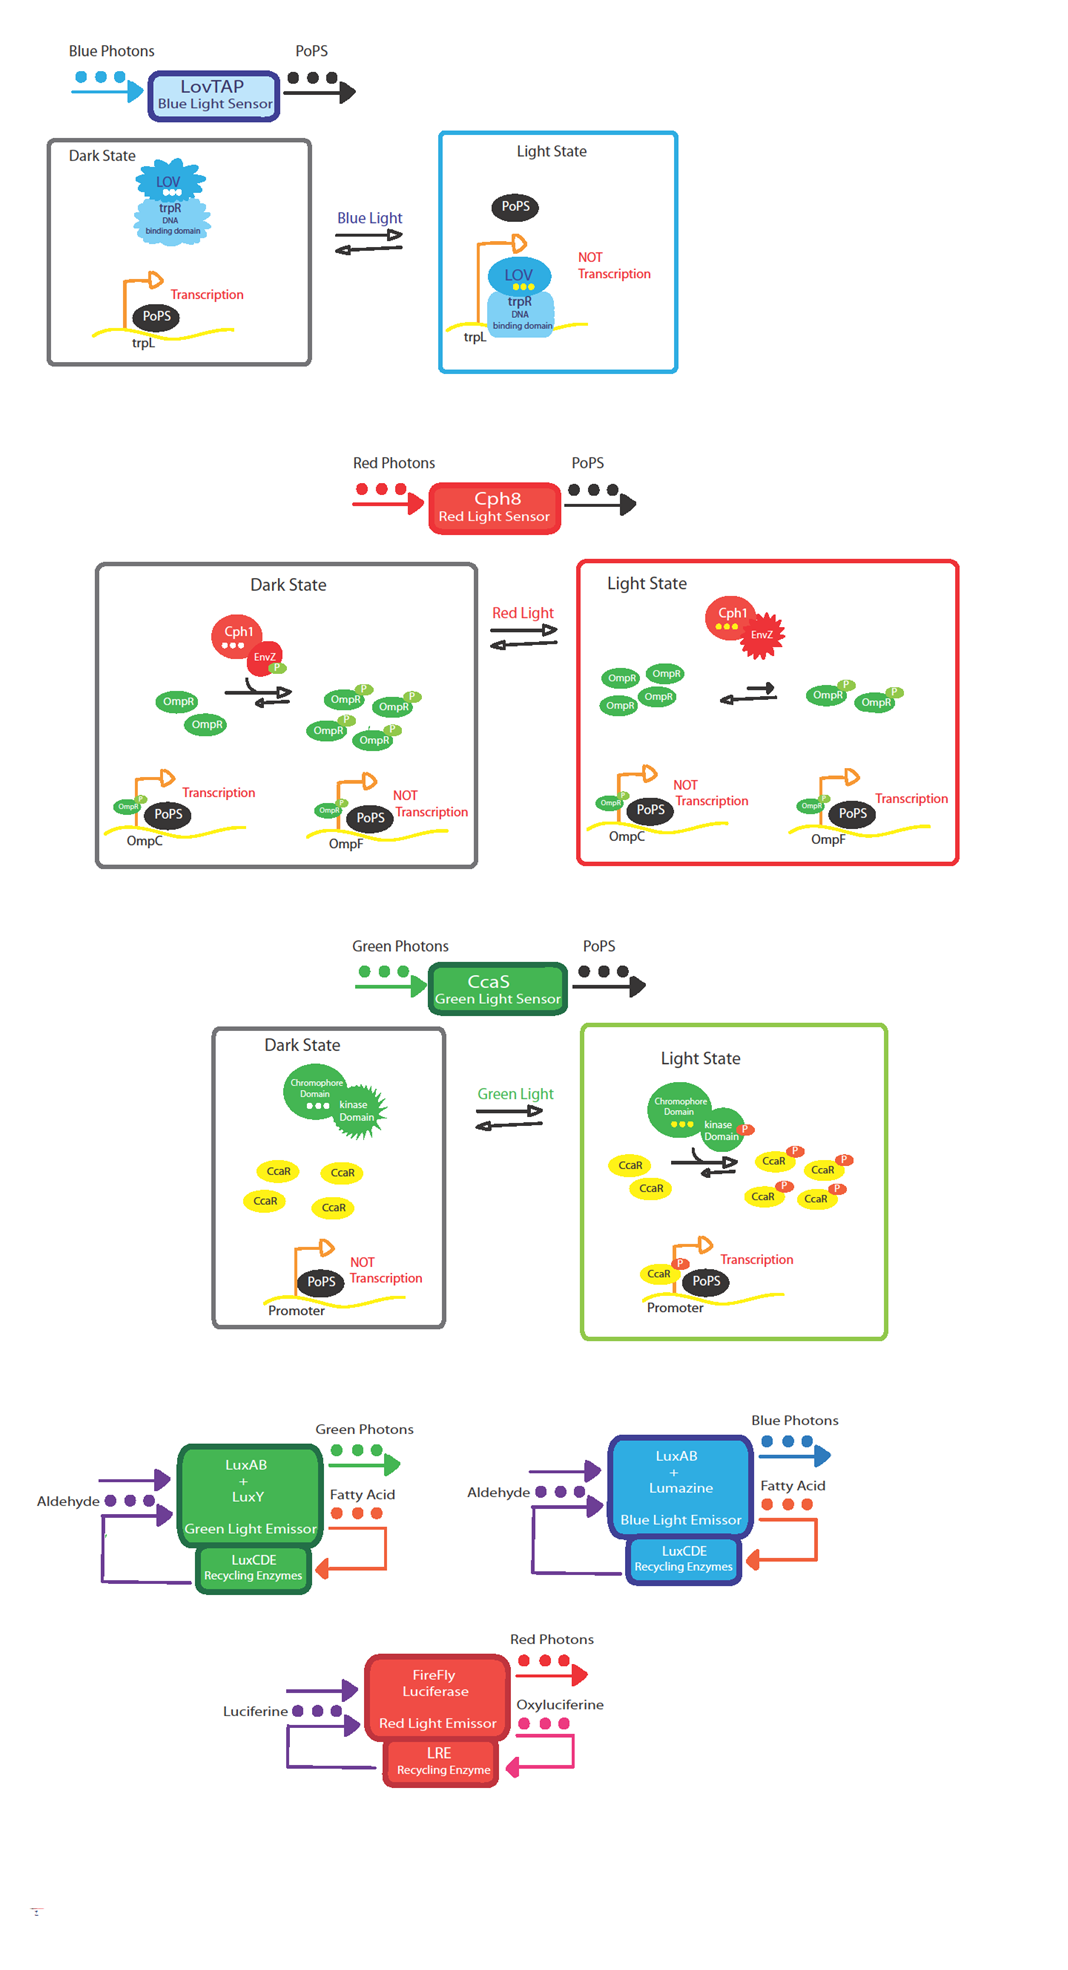 Blue Photons
PoPS
LovTAP
Blue Light Sensor
Dark State
LOV
trpR
DNA
binding domain
Transcription
PoPS
trpL
Blue Light
Light State
PoPS
NOT
Transcription
LOV
trpR
DNA
binding domain
trpL
Red Photons
PoPS
Cph8
Red Light Sensor
Dark State
Cph1
EnvZ
P
OmpR
OmpR
OmpR
P
OmpR
P
OmpR
P
OmpR
P
Transcription
OmpR
P
PoPS
OmpC
NOT
Transcription
OmpR
P
PoPS
OmpF
Red Light
Light State
Cph1
EnvZ
OmpR
OmpR
OmpR
OmpR
OmpR
P
OmpR
P
NOT
Transcription
OmpR
P
PoPS
OmpC
Transcription
OmpR
P
PoPS
OmpF
Green Photons
PoPS
CcaS
Green Light Sensor
Dark State
Chromophore
Domain
kinase
Domain
CcaR
CcaR
CcaR
CcaR
NOT
Transcription
PoPS
Promoter
Green Light
Light State
Chromophore
Domain
kinase
Domain
P
CcaR
CcaR
CcaR
P
CcaR
P
CcaR
P
CcaR
P
Transcription
CcaR
P
PoPS
Promoter
Green Photons
LuxAB
+
LuxY
Green Light Emissor
Aldehyde
Fatty Acid
LuxCDE
Recycling Enzymes
Blue Photons
LuxAB
+
Lumazine
Blue Light Emissor
Aldehyde
Fatty Acid
LuxCDE
Recycling Enzymes
Red Photons
FireFly
Luciferase
Red Light Emissor
Luciferine
Oxyluciferine
LRE
Recycling Enzyme